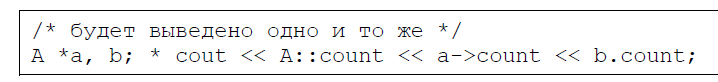 /* будет выведено одно и то же */
A *a, b; * cout << A::count << a->count << b.count;